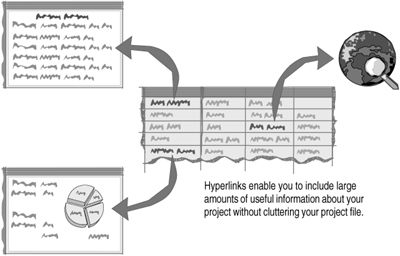 Hyperlinks enable you to include large
amounts of useful information about your
project without cluttering your project file.